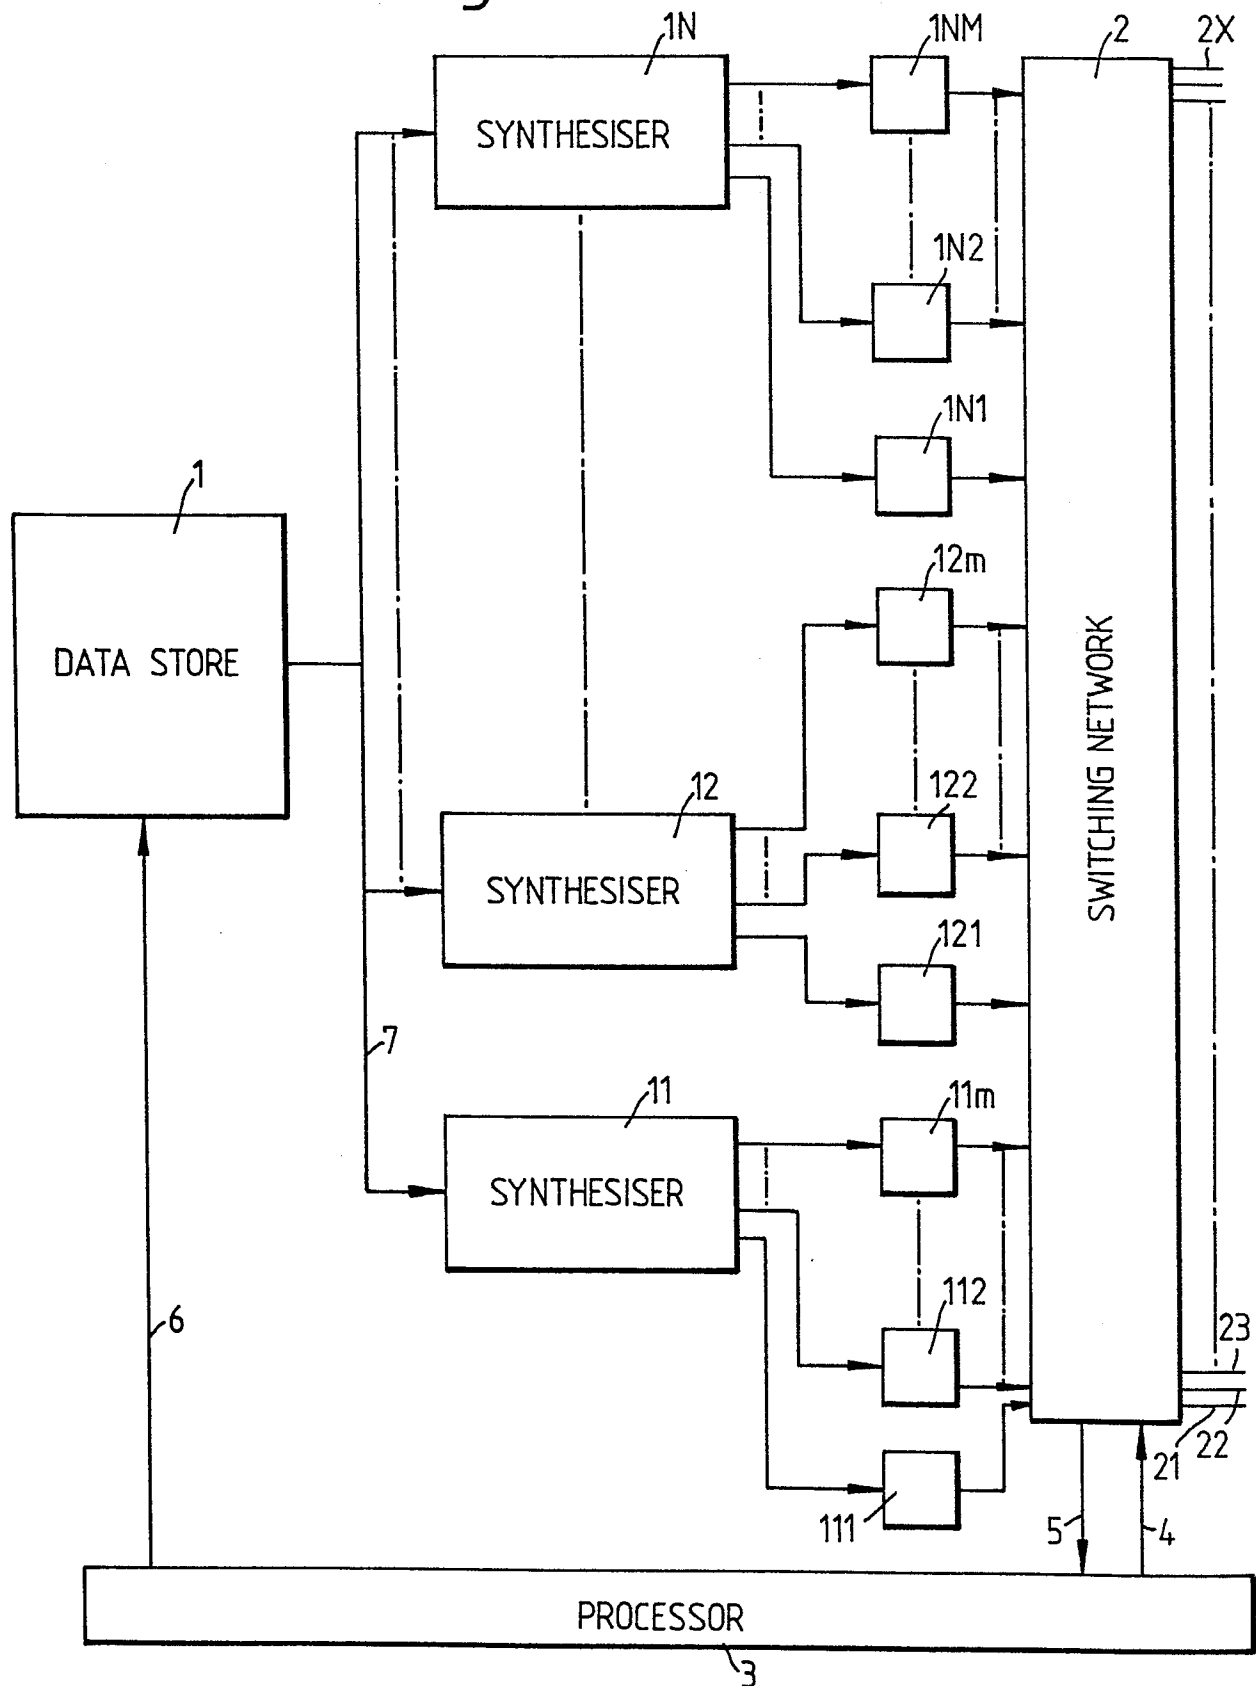 1N
1NM
2
2X
SYNTHESISER
1N2
1N1
1
12m
DATA STORE
SWITCHING NETWORK
12
122
SYNTHESISER
121
7
11
11m
SYNTHESISER
112
6
23
22
21
111
5
4
PROCESSOR
3